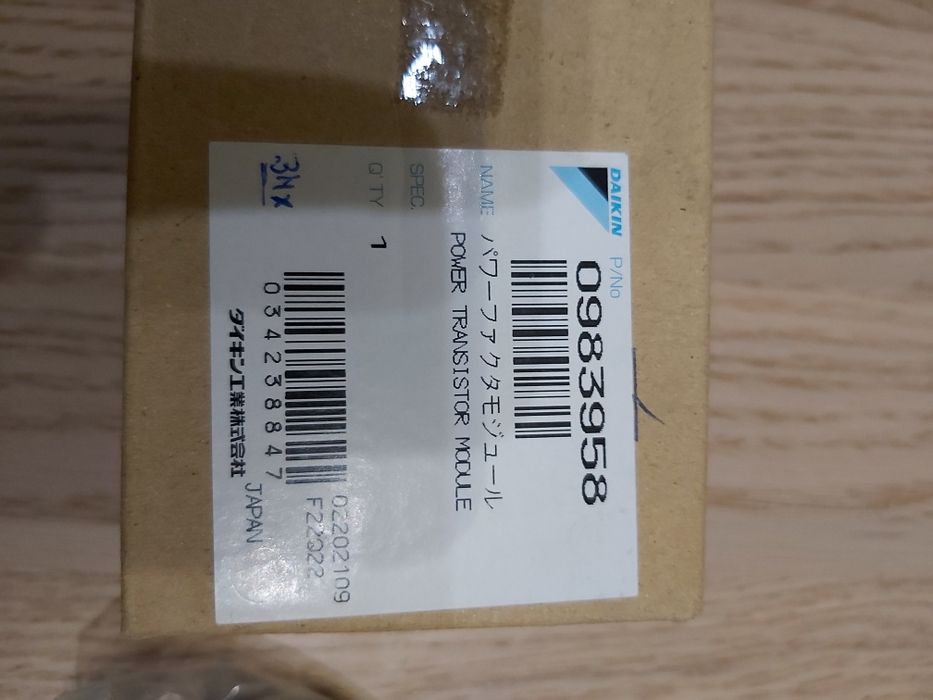 DAIKIN
P/No 0983958
NAME パワーファクタモジュール
POWER TRANSISTOR MODULE
SPEC.
Q'TY 1
02202109
0342388847
ダイキン工業株式会社 JAPAN